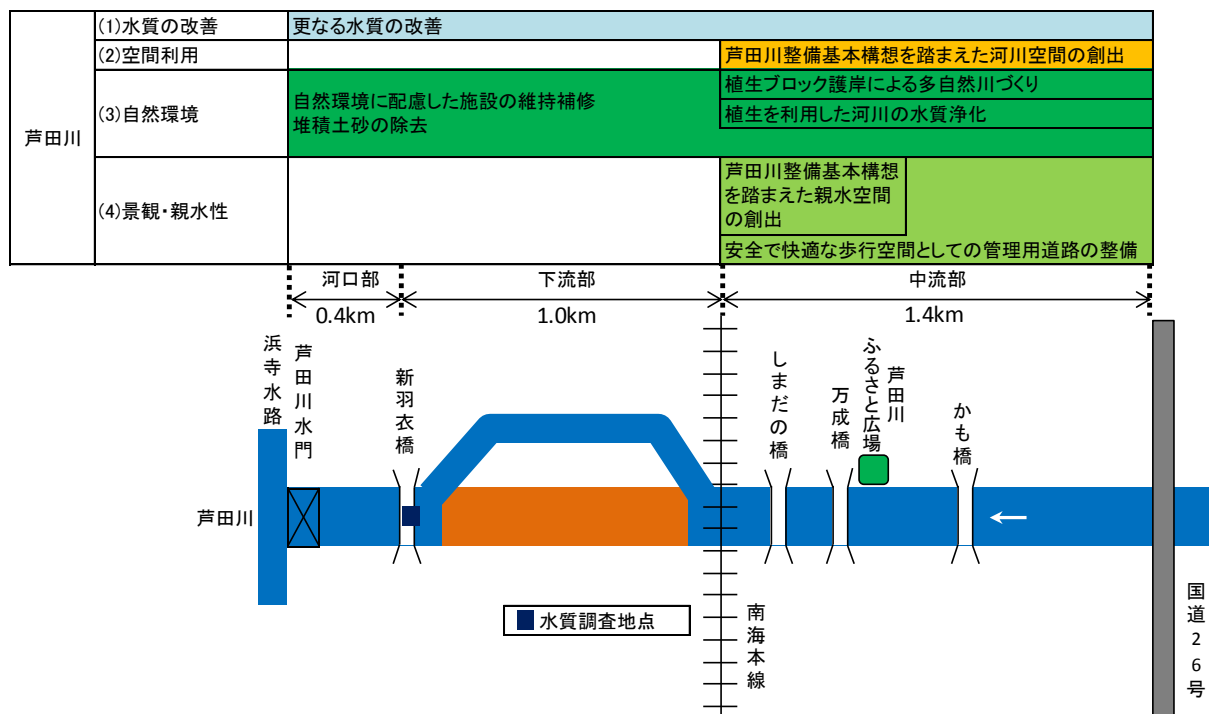 芦田川
(1)水質の改善
更なる水質の改善
(2)空間利用
芦田川整備基本構想を踏まえた河川空間の創出
(3)自然環境
自然環境に配慮した施設の維持補修
堆積土砂の除去
植生ブロック護岸による多自然川づくり
植生を利用した河川の水質浄化
(4)景観・親水性
芦田川整備基本構想
を踏まえた親水空間
の創出
安全で快適な歩行空間としての管理用道路の整備
河口部
下流部
中流部
0.4km
1.0km
1.4km
浜寺水路
芦田川水門
新羽衣橋
しまだの橋
万成橋
芦田川
ふるさと広場
かも橋
芦田川
水質調査地点
南海本線
国道26号